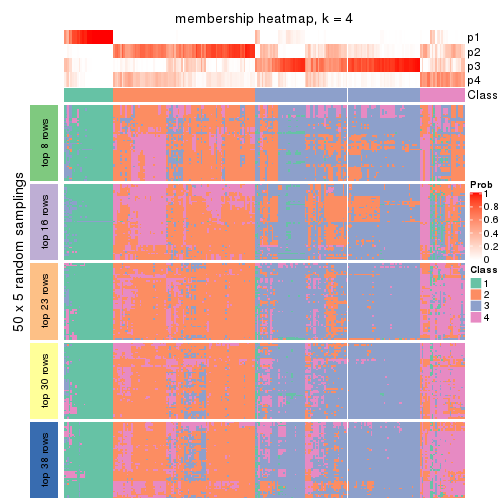 membership heatmap, k = 4
p1
p2
p3
p4
Class
50 x 5 random samplings
top 8 rows
top 16 rows
top 23 rows
top 30 rows
top 38 rows
Prob
1
0.8
0.6
0.4
0.2
0
Class
1
2
3
4